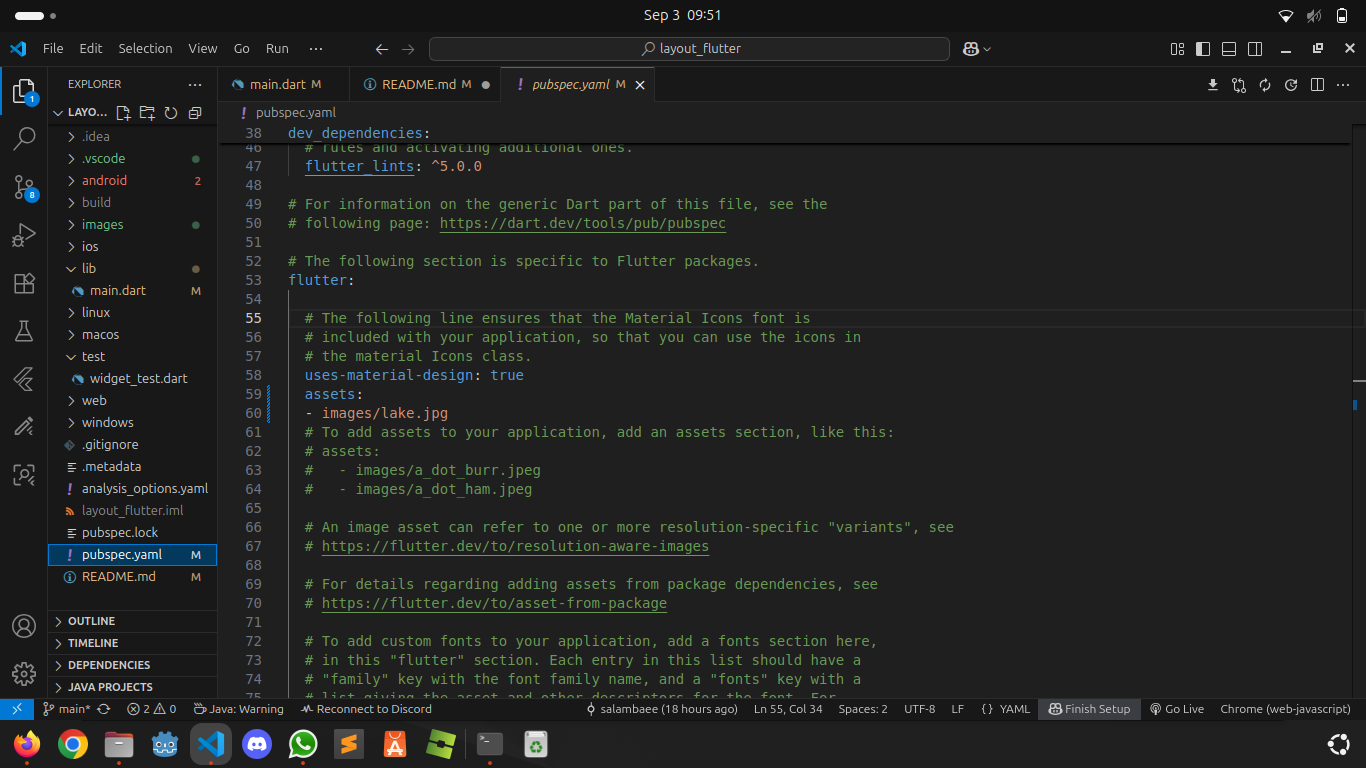 Sep 3 09:51
File Edit Selection View Go Run ··· layout_flutter
EXPLORER ···
main.dart M
README.md M
! pubspec.yaml M
LAYO...
! pubspec.yaml
.idea
.vscode
android 2
build
images
ios
lib
main.dart M
linux
macos
test
widget_test.dart
web
windows
.gitignore
.metadata
! analysis_options.yaml
layout_flutter.iml
pubspec.lock
! pubspec.yaml M
README.md M
OUTLINE
TIMELINE
DEPENDENCIES
JAVA PROJECTS
1
8
38 dev_dependencies:
46 # rules and activating additional ones.
47 flutter_lints: ^5.0.0
48
49 # For information on the generic Dart part of this file, see the
50 # following page: https://dart.dev/tools/pub/pubspec
51
52 # The following section is specific to Flutter packages.
53 flutter:
54
55 # The following line ensures that the Material Icons font is
56 # included with your application, so that you can use the icons in
57 # the material Icons class.
58 uses-material-design: true
59 assets:
60 - images/lake.jpg
61 # To add assets to your application, add an assets section, like this:
62 # assets:
63 #   - images/a_dot_burr.jpeg
64 #   - images/a_dot_ham.jpeg
65
66 # An image asset can refer to one or more resolution-specific "variants", see
67 # https://flutter.dev/to/resolution-aware-images
68
69 # For details regarding adding assets from package dependencies, see
70 # https://flutter.dev/to/asset-from-package
71
72 # To add custom fonts to your application, add a fonts section here,
73 # in this "flutter" section. Each entry in this list should have a
74 # "family" key with the font family name, and a "fonts" key with a
75 # list giving the asset and other descriptors for the font. For
main* 2 0 Java: Warning Reconnect to Discord salambaee (18 hours ago) Ln 55, Col 34 Spaces: 2 UTF-8 LF {} YAML Finish Setup Go Live Chrome (web-javascript)